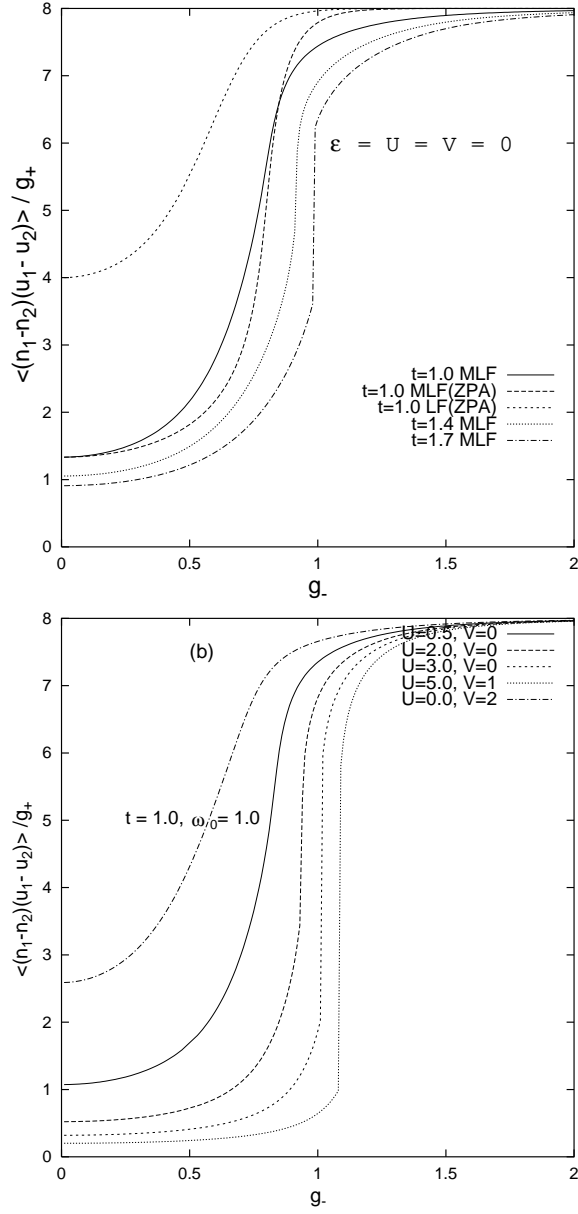 8
7
6
5
4
3
2
1
0
<(n₁-n₂)(u₁- u₂)> / g₊
ε = U = V = 0
t=1.0 MLF
t=1.0 MLF(ZPA)
t=1.0 LF(ZPA)
t=1.4 MLF
t=1.7 MLF
0 0.5 1 1.5 2
g₋
8
7
6
5
4
3
2
1
0
<(n₁-n₂)(u₁- u₂)> /g₊
(b)
U=0.5, V=0
U=2.0, V=0
U=3.0, V=0
U=5.0, V=1
U=0.0, V=2
t = 1.0, ω₀= 1.0
0 0.5 1 1.5 2
g₋